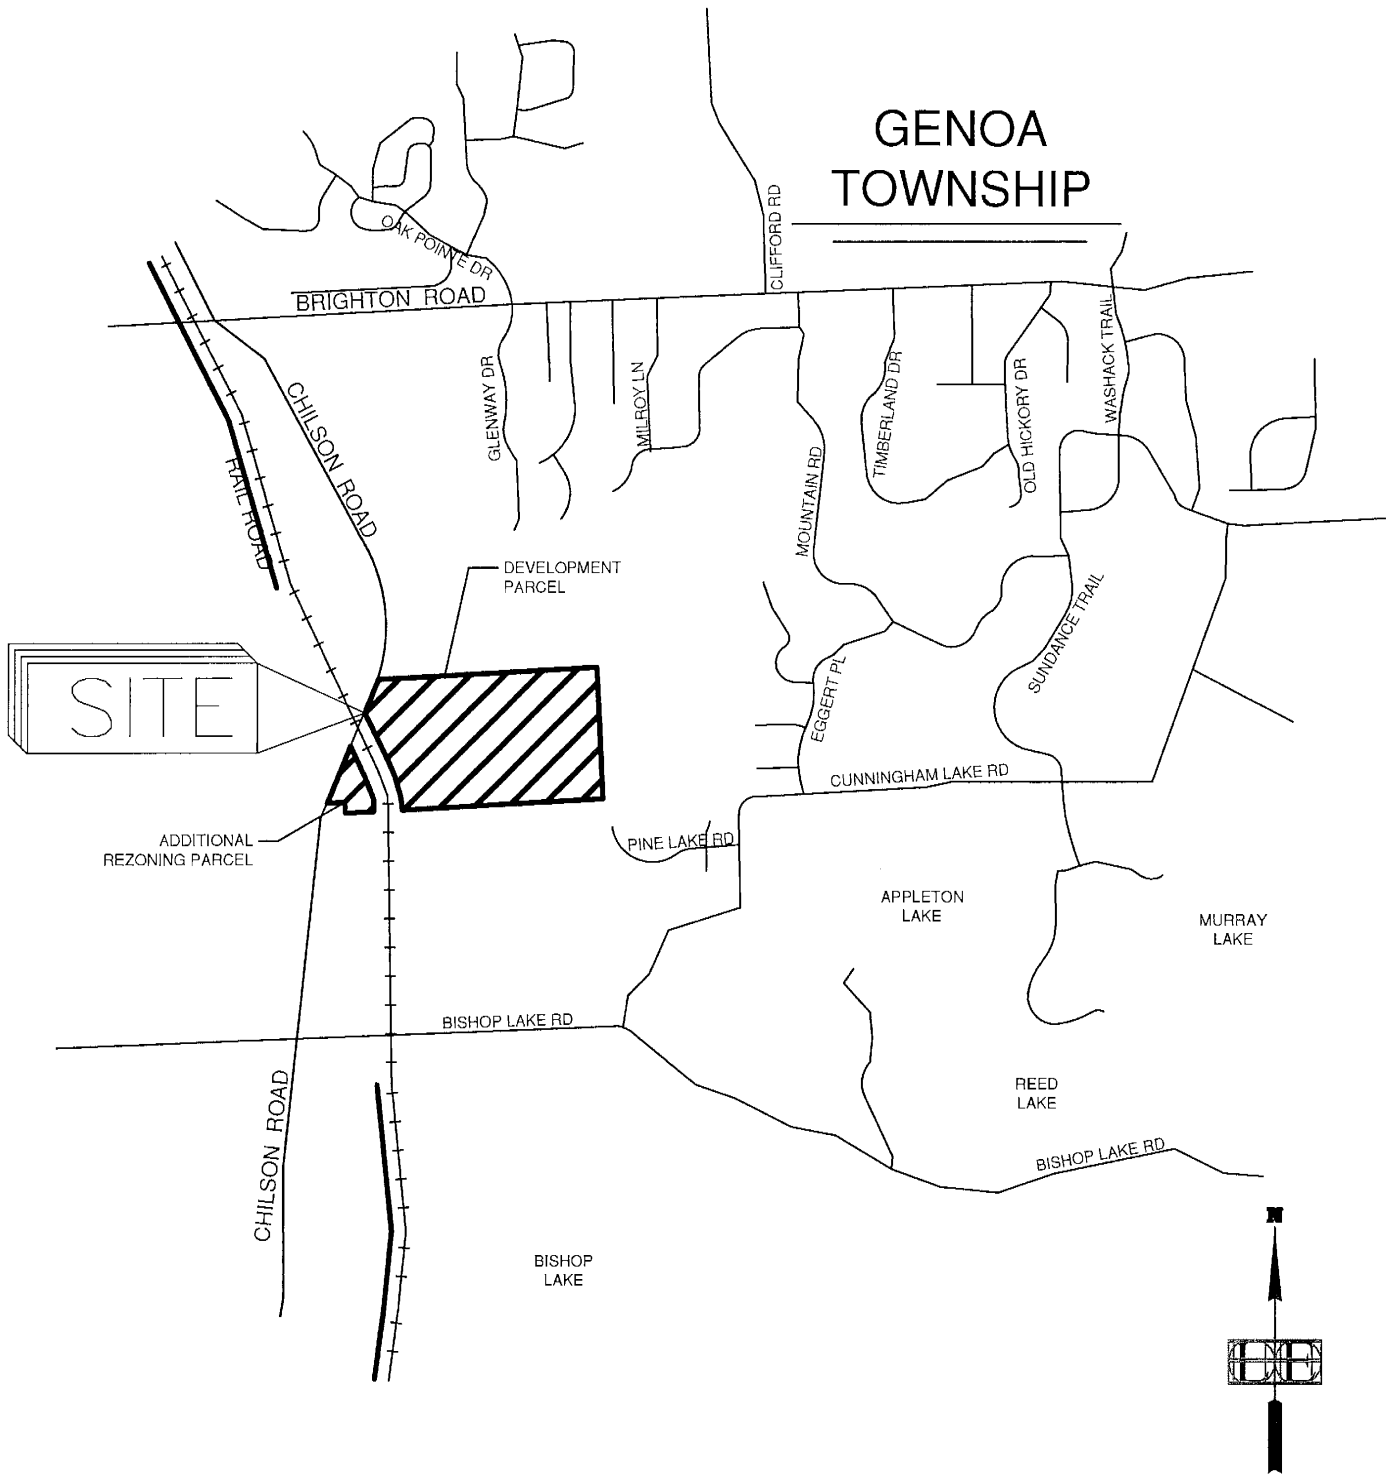 GENOA
TOWNSHIP
CLIFFORD RD
OAK POINTE DR
BRIGHTON ROAD
WASHACK TRAIL
GLENWAY DR
MILROY LN
TIMBERLAND DR
OLD HICKORY DR
CHILSON ROAD
RAIL ROAD
MOUNTAIN RD
DEVELOPMENT
PARCEL
SUNDANCE TRAIL
EGGERT PL
SITE
CUNNINGHAM LAKE RD
ADDITIONAL
REZONING PARCEL
PINE LAKE RD
APPLETON
LAKE
MURRAY
LAKE
BISHOP LAKE RD
REED
LAKE
CHILSON ROAD
BISHOP LAKE RD
BISHOP
LAKE
N